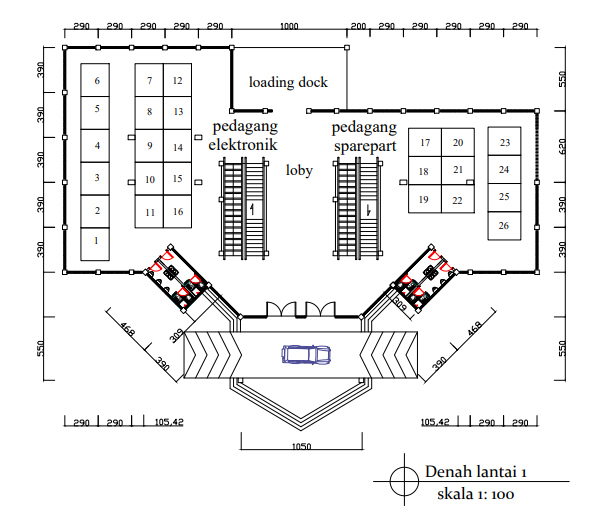 290 290 290 290 1000 200 290 290 290 290
390
390
390
390
390
550
550
620
390
550
loading dock
pedagang
elektronik
pedagang
sparepart
loby
6 7 12
5 8 13
4 9 14
3 10 15
2 11 16
1
17 20 23
18 21 24
19 22 25
26
309
309
468
390
468
390
290 290 105,42
105,42 290 290
1050
Denah lantai 1
skala 1: 100